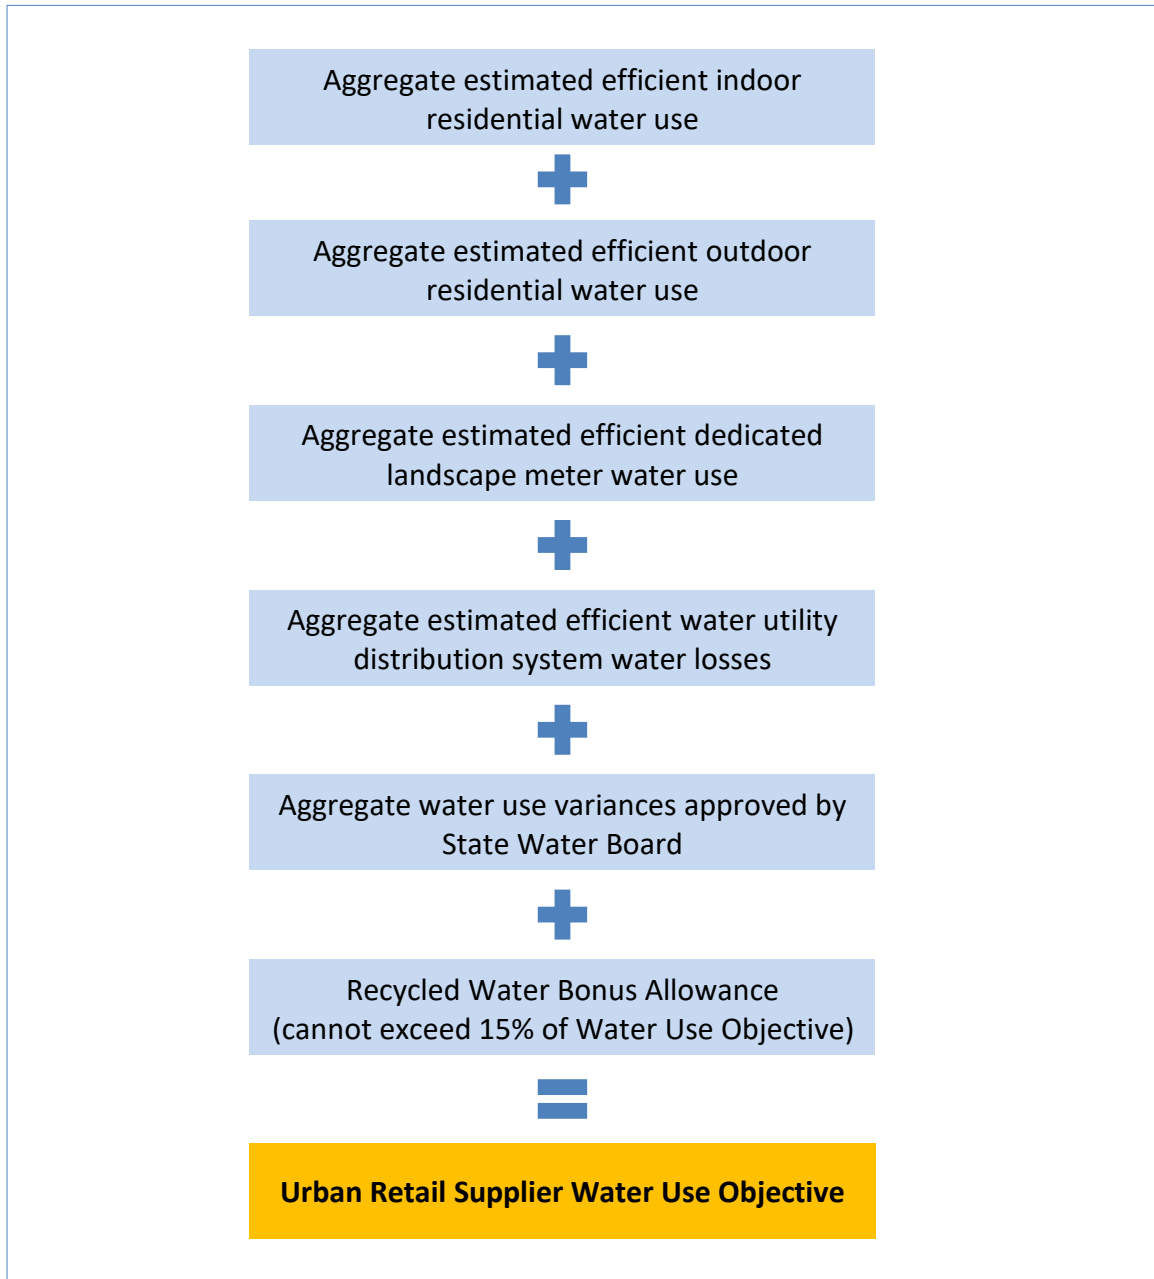 Aggregate estimated efficient indoor
residential water use
Aggregate estimated efficient outdoor
residential water use
Aggregate estimated efficient dedicated
landscape meter water use
Aggregate estimated efficient water utility
distribution system water losses
Aggregate water use variances approved by
State Water Board
Recycled Water Bonus Allowance
(cannot exceed 15% of Water Use Objective)
Urban Retail Supplier Water Use Objective